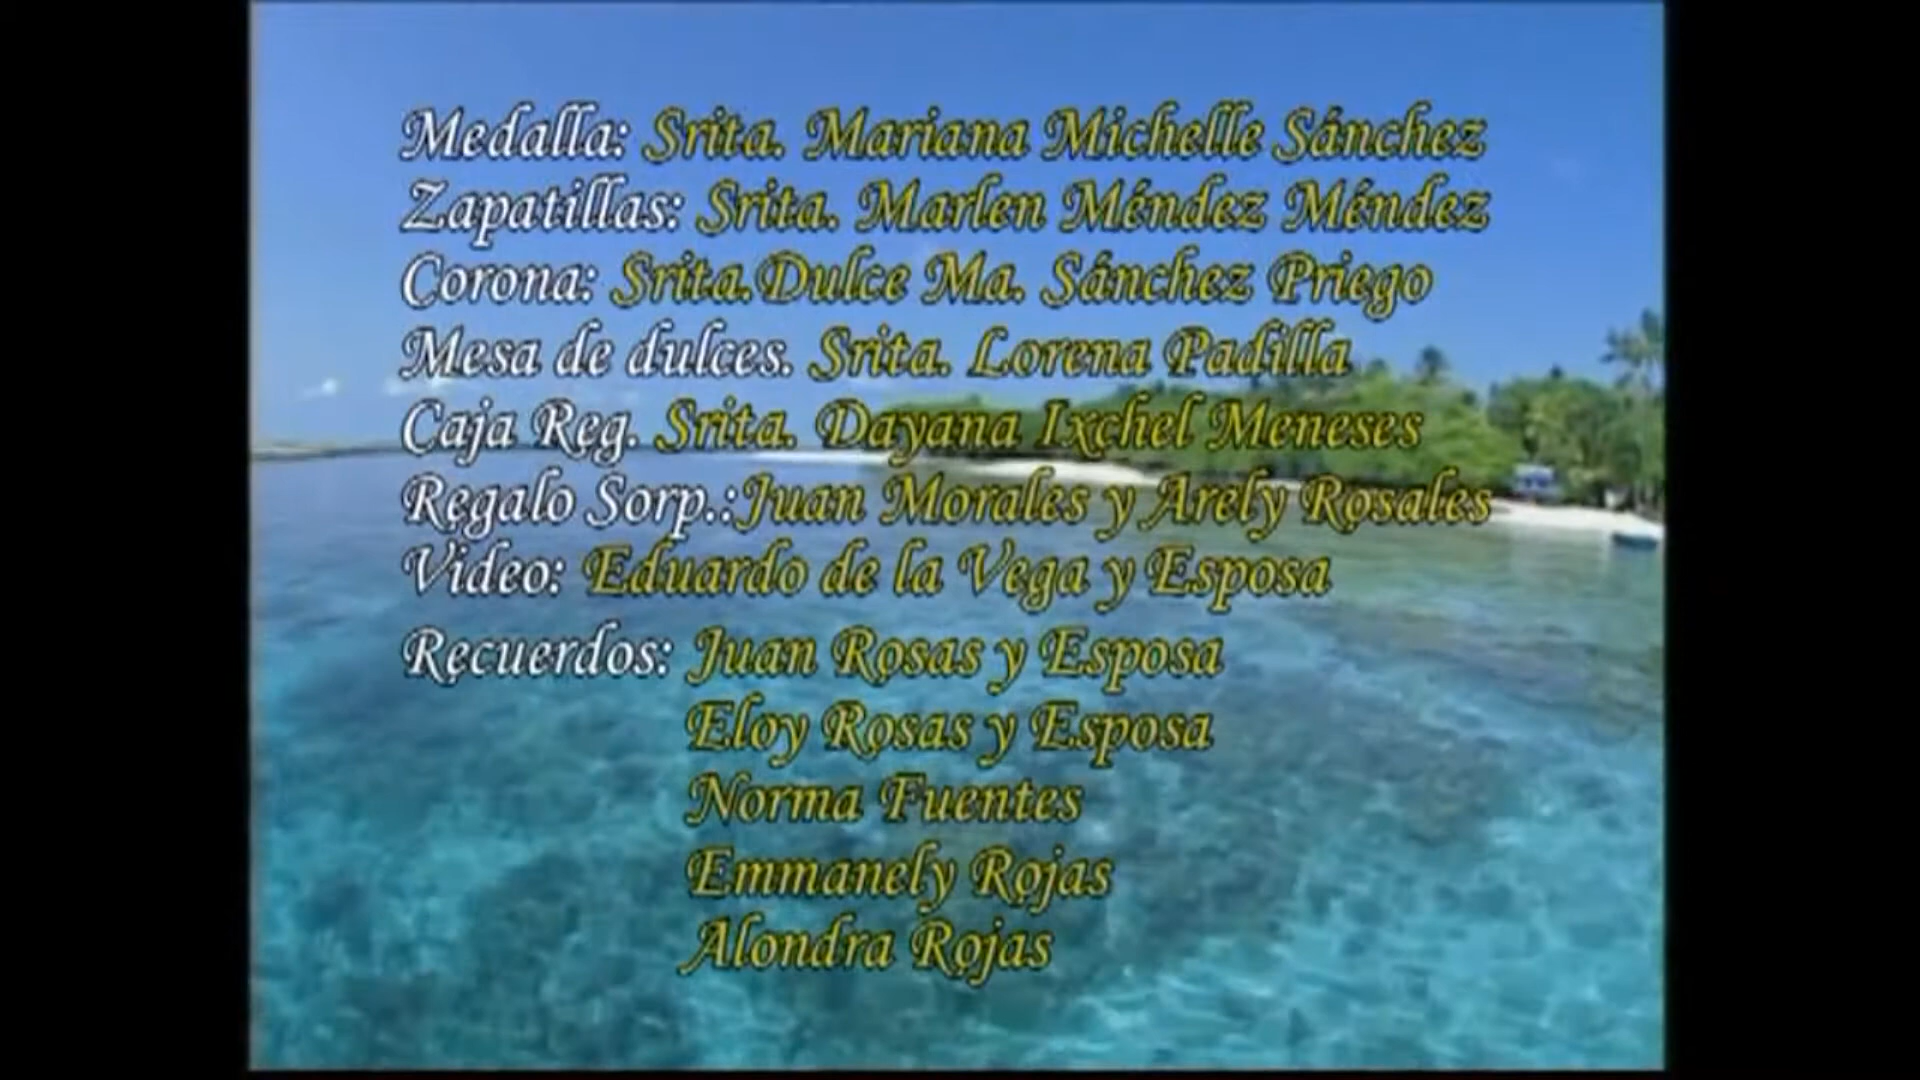 Medalla: Srita. Mariana Michelle Sánchez
Zapatillas: Srita. Marlen Méndez Méndez
Corona: Srita.Dulce Ma. Sánchez Priego
Mesa de dulces. Srita. Lorena Padilla
Caja Reg. Srita. Dayana Ixchel Meneses
Regalo Sorp.:Juan Morales y Arely Rosales
Video: Eduardo de la Vega y Esposa
Recuerdos: Juan Rosas y Esposa
Eloy Rosas y Esposa
Norma Fuentes
Emmanely Rojas
Alondra Rojas